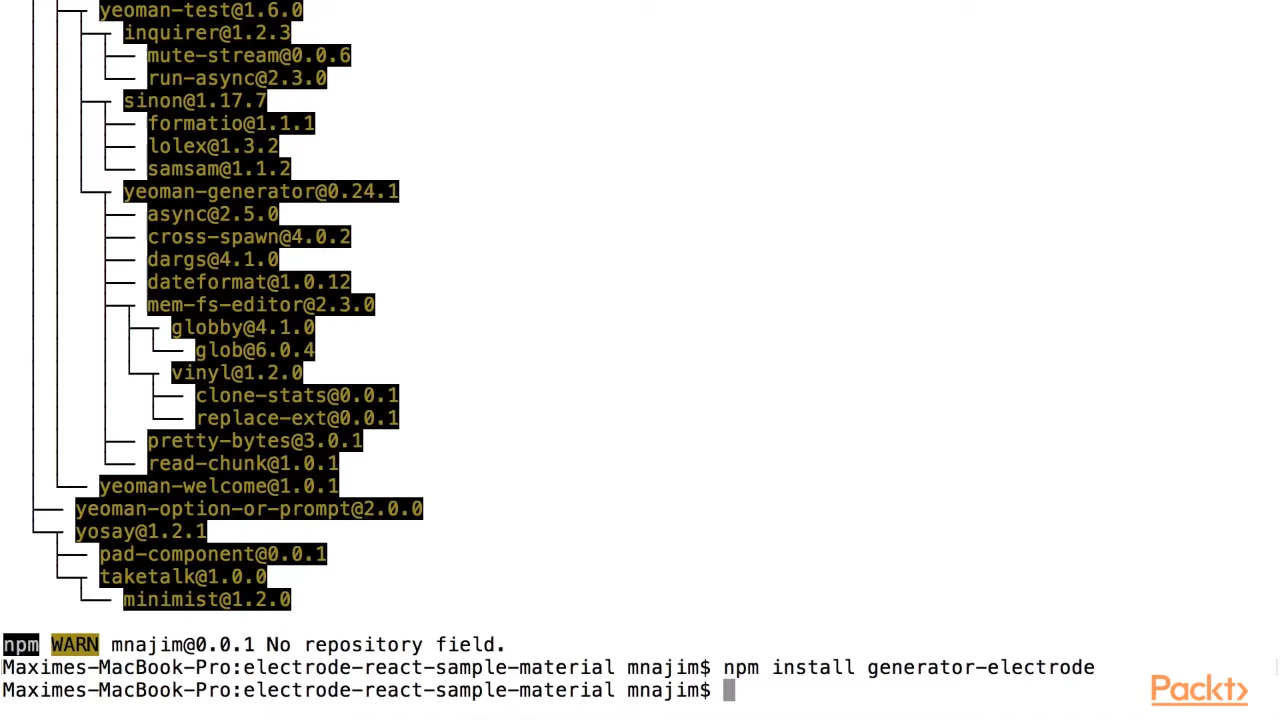 yeoman-test@1.6.0
inquirer@1.2.3
mute-stream@0.0.6
run-async@2.3.0
sinon@1.17.7
formatio@1.1.1
lolex@1.3.2
samsam@1.1.2
yeoman-generator@0.24.1
async@2.5.0
cross-spawn@4.0.2
dargs@4.1.0
dateformat@1.0.12
mem-fs-editor@2.3.0
globby@4.1.0
glob@6.0.4
vinyl@1.2.0
clone-stats@0.0.1
replace-ext@0.0.1
pretty-bytes@3.0.1
read-chunk@1.0.1
yeoman-welcome@1.0.1
yeoman-option-or-prompt@2.0.0
yosay@1.2.1
pad-component@0.0.1
taketalk@1.0.0
minimist@1.2.0
npm WARN mnajim@0.0.1 No repository field.
Maximes-MacBook-Pro:electrode-react-sample-material mnajim$ npm install generator-electrode
Maximes-MacBook-Pro:electrode-react-sample-material mnajim$
Packt>